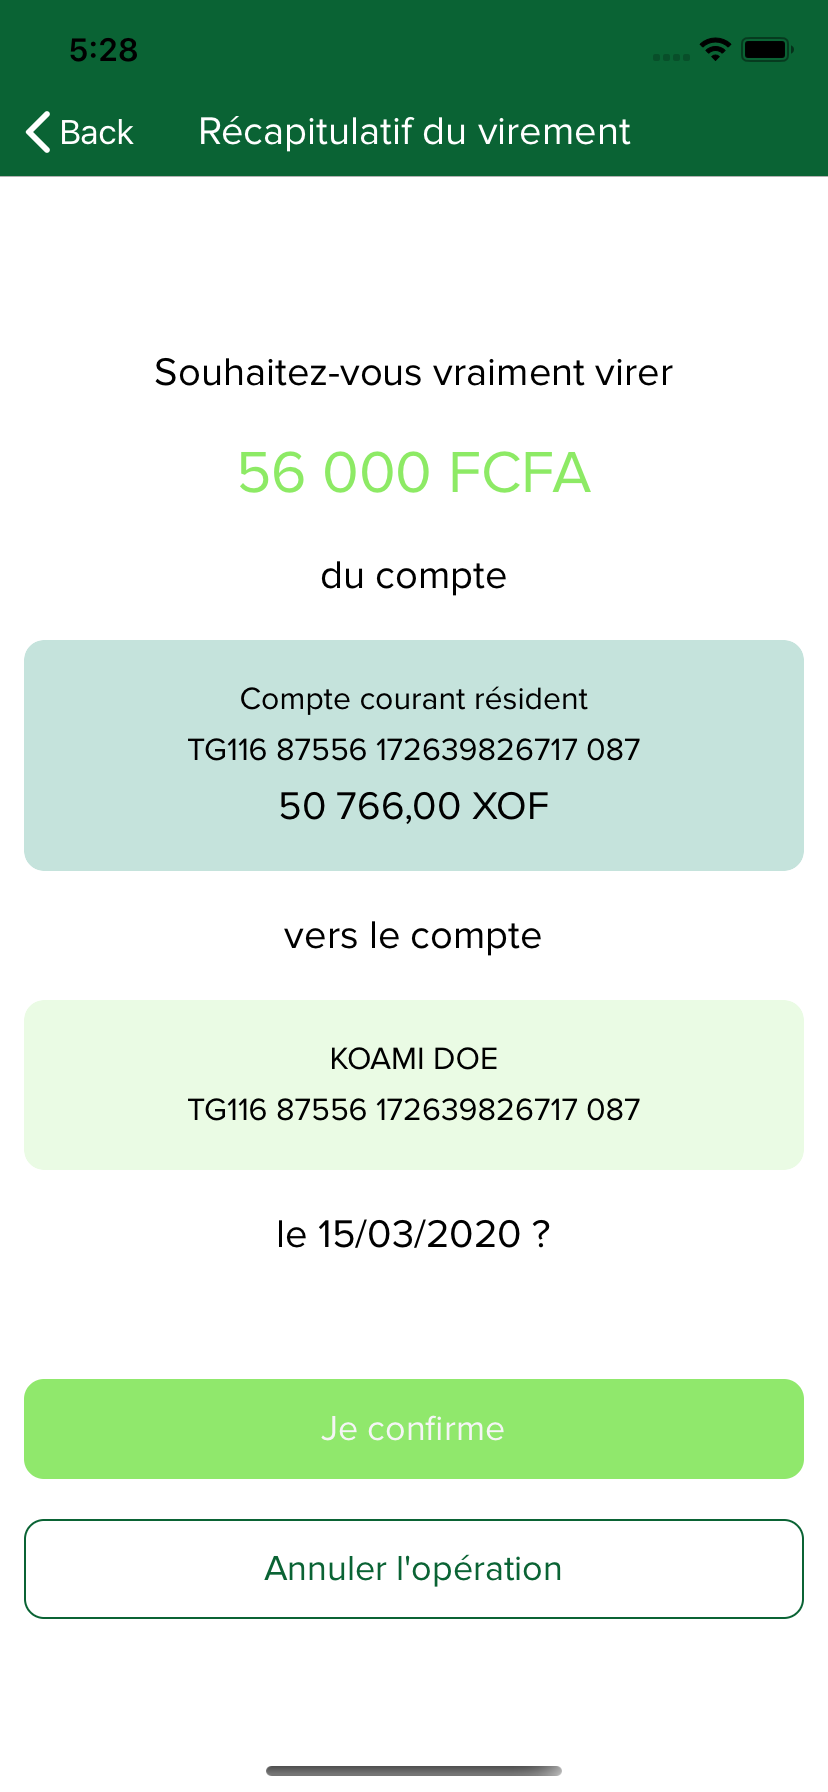 5:28
Back
Récapitulatif du virement
Souhaitez-vous vraiment virer
56 000 FCFA
du compte
Compte courant résident
TG116 87556 172639826717 087
50 766,00 XOF
vers le compte
KOAMI DOE
TG116 87556 172639826717 087
le 15/03/2020 ?
Je confirme
Annuler l'opération